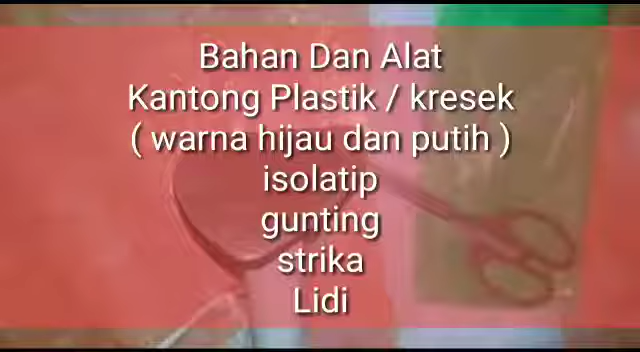 Bahan Dan Alat
Kantong Plastik / kresek
( warna hijau dan putih )
isolatip
gunting
strika
Lidi